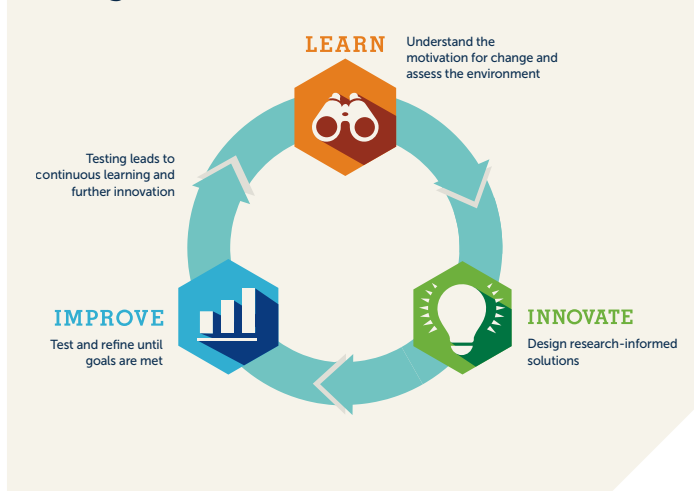 LEARN
Understand the
motivation for change and
assess the environment
Testing leads to
continuous learning and
further innovation
IMPROVE
Test and refine until
goals are met
INNOVATE
Design research-informed
solutions